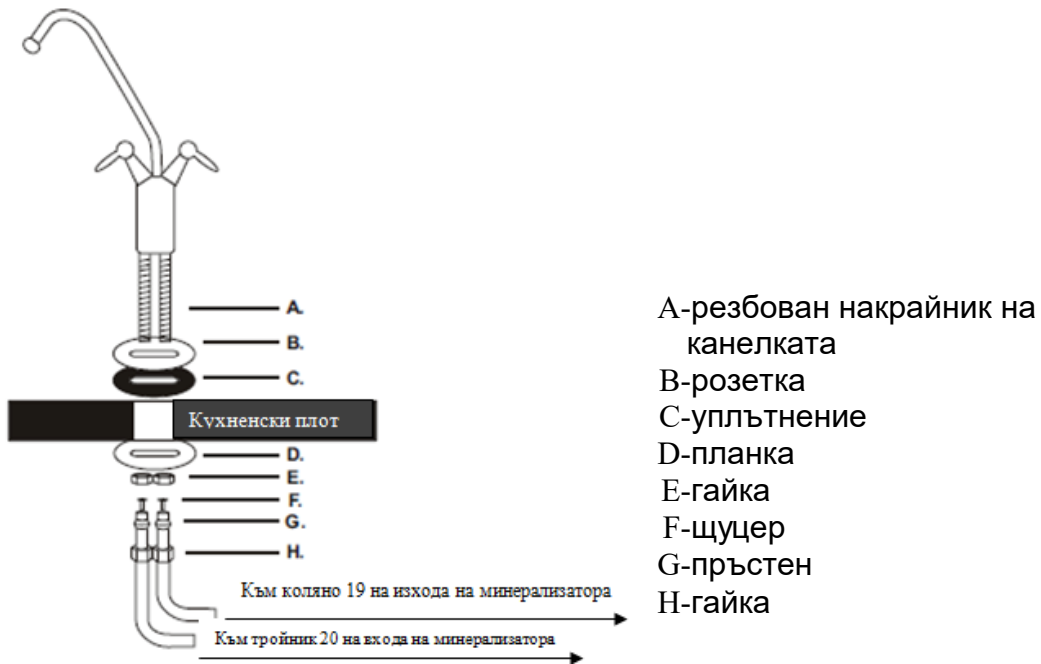 A.
B.
C.
Кухненски плот
D.
E.
F.
G.
H.
Към коляно 19 на изхода на минерализатора
Към тройник 20 на входа на минерализатора
A-резбован накрайник на
канелката
B-розетка
C-уплътнение
D-планка
E-гайка
F-щуцер
G-пръстен
H-гайка